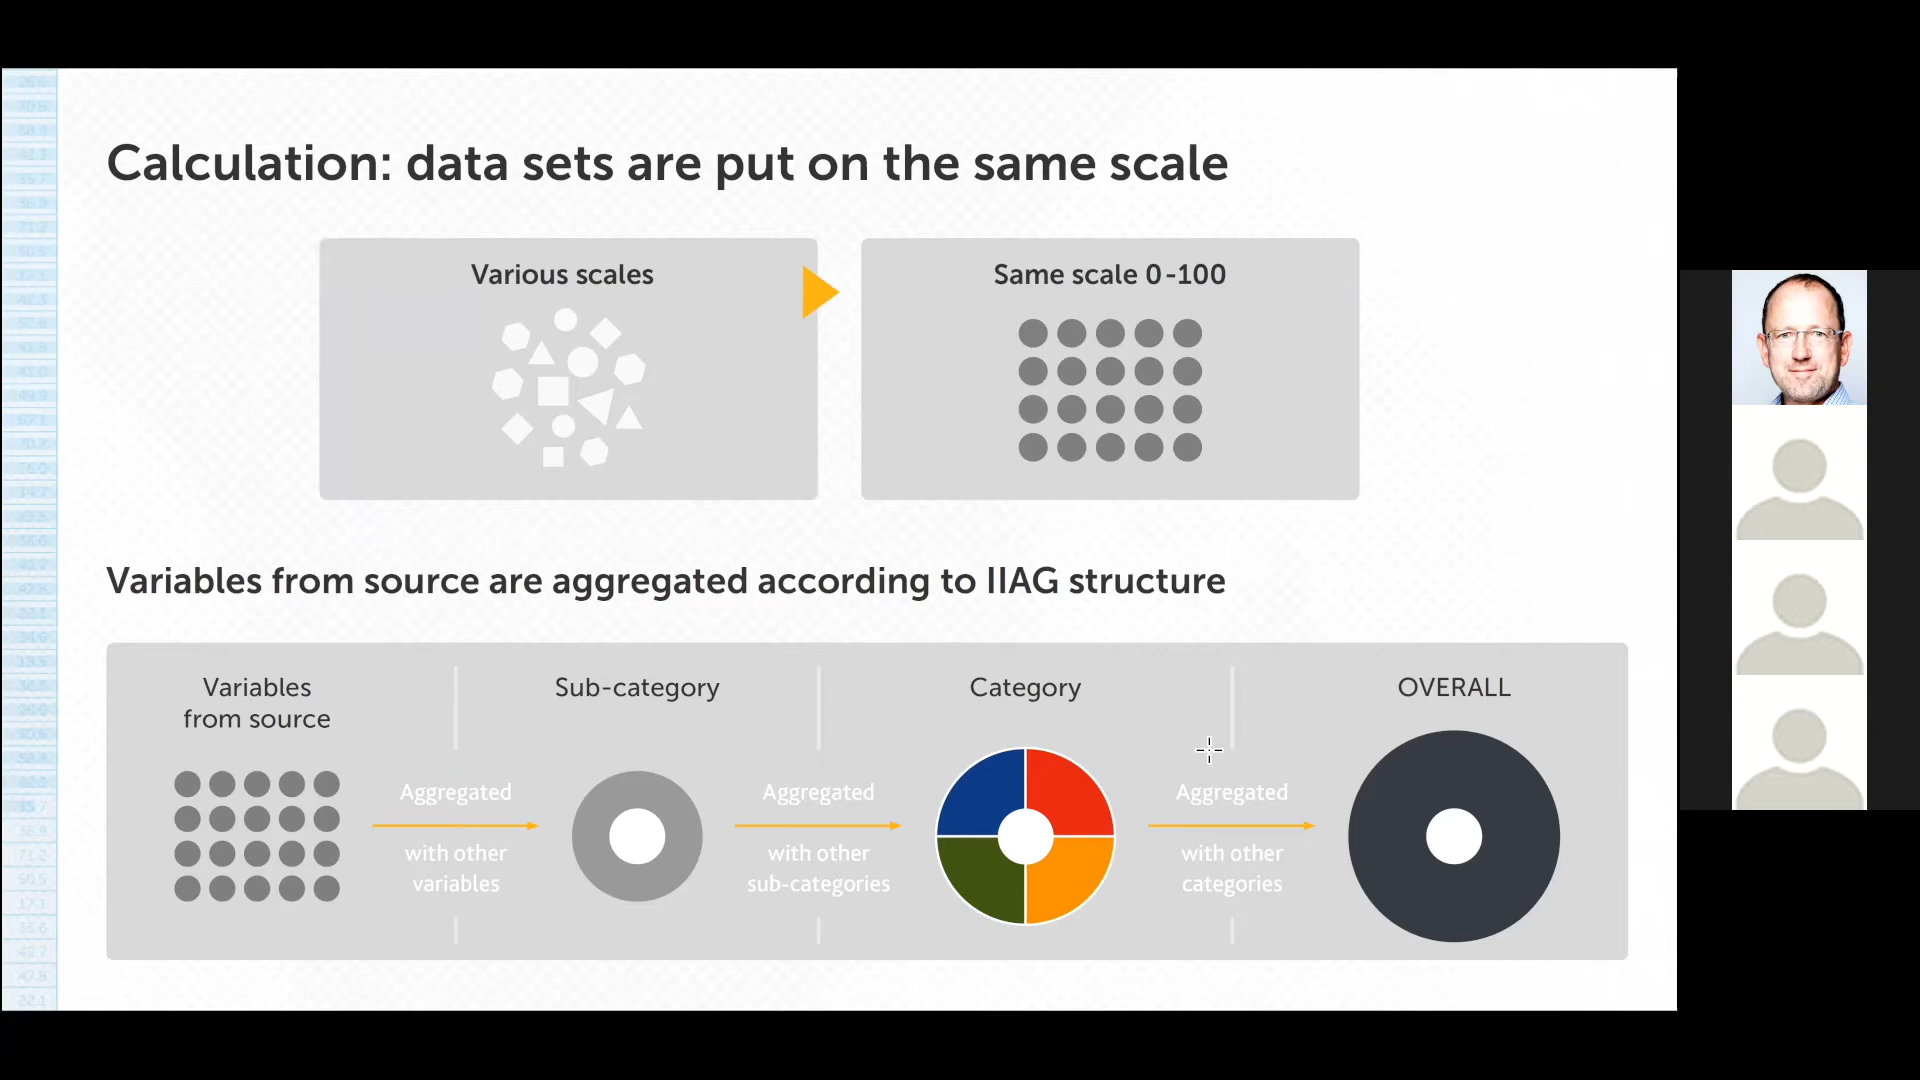 Calculation: data sets are put on the same scale
Various scales
Same scale 0-100
Variables from source are aggregated according to IIAG structure
Variables
from source
Aggregated
with other
variables
Sub-category
Aggregated
with other
sub-categories
Category
Aggregated
with other
categories
OVERALL